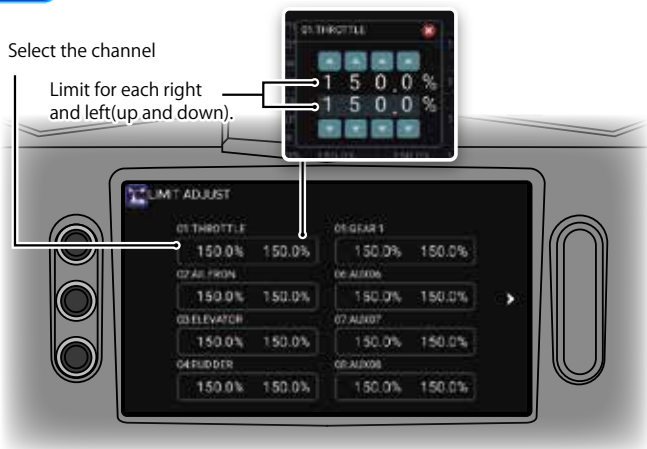 01:THROTTLE
Select the channel
Limit for each right
and left(up and down).
150.0%
150.0%
LIMIT ADJUST
01:THROTTLE
05:GEAR1
150.0% 150.0%
150.0% 150.0%
02:AILERON
06:AUX06
150.0% 150.0%
150.0% 150.0%
03:ELEVATOR
07:AUX07
150.0% 150.0%
150.0% 150.0%
04:RUDDER
08:AUX08
150.0% 150.0%
150.0% 150.0%